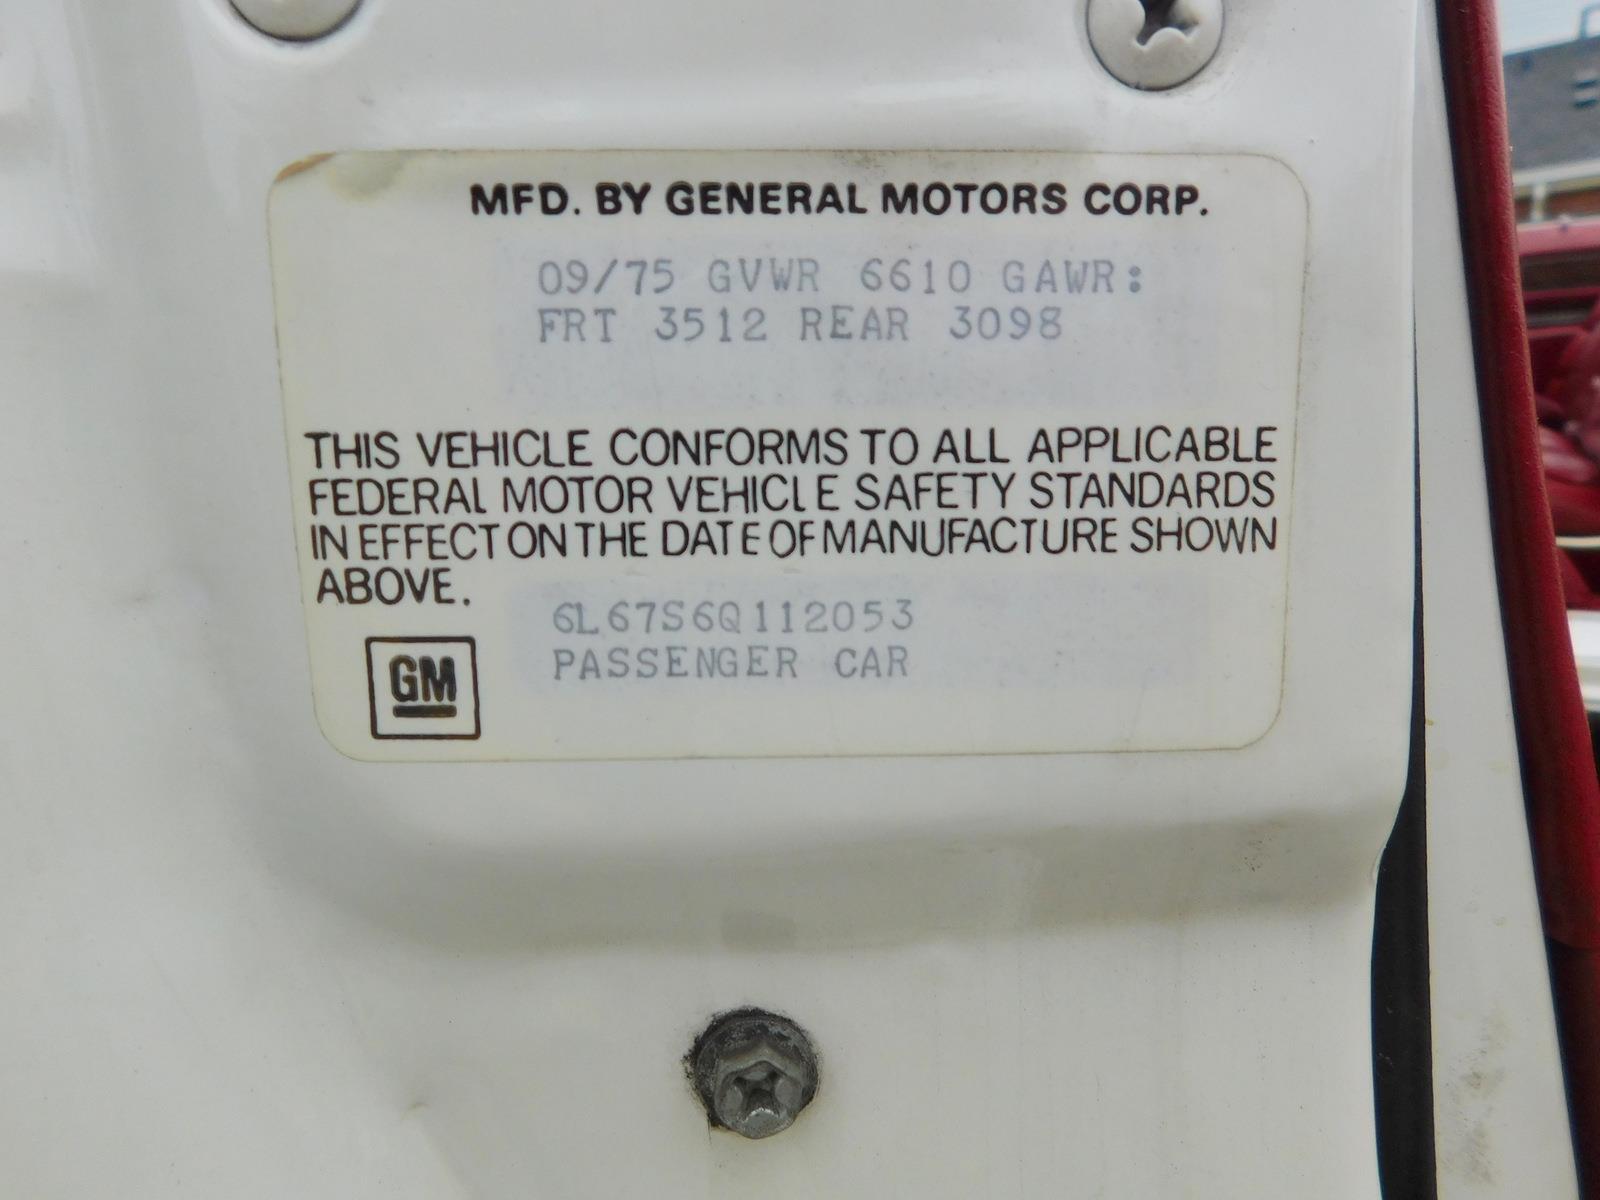 MFD. BY GENERAL MOTORS CORP.
09/75 GVWR 6610 GAWR:
FRT 3512 REAR 3098
THIS VEHICLE CONFORMS TO ALL APPLICABLE
FEDERAL MOTOR VEHICLE SAFETY STANDARDS
IN EFFECT ON THE DATE OF MANUFACTURE SHOWN
ABOVE.
6L67S6Q112053
PASSENGER CAR
GM